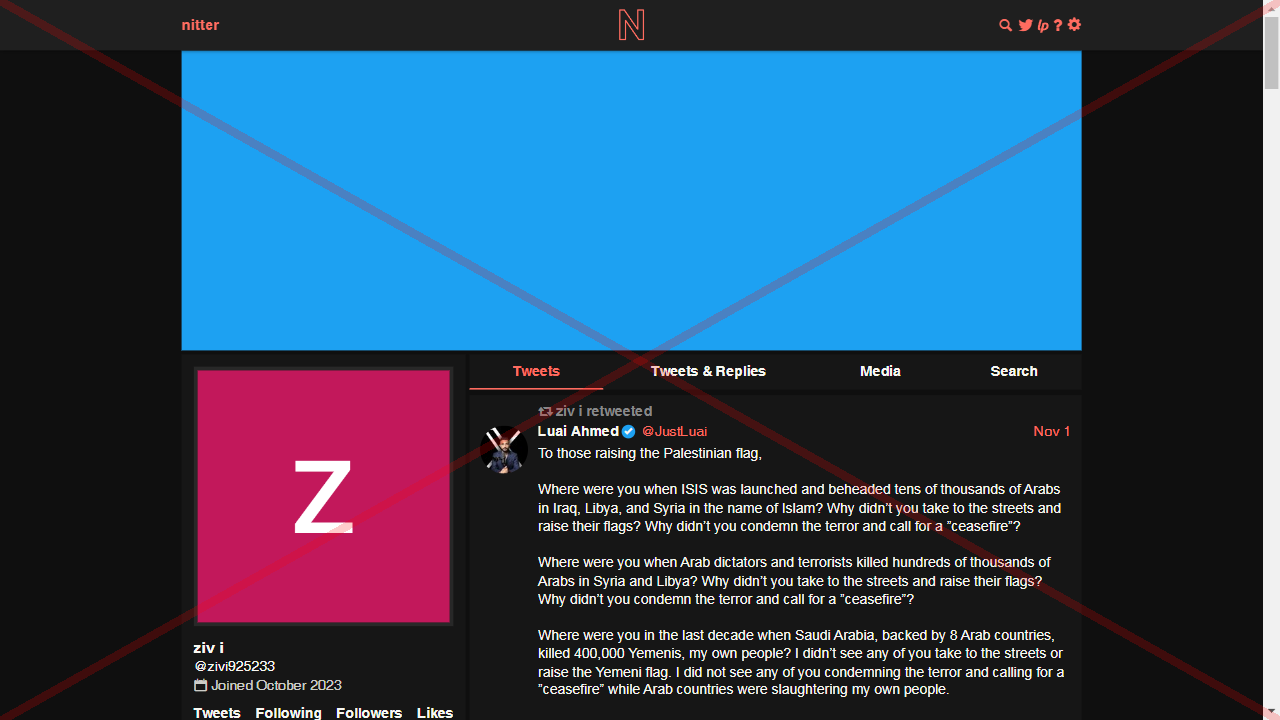 nitter
N
lp ?
Tweets
Tweets & Replies
Media
Search
ziv i retweeted
Luai Ahmed @JustLuai Nov 1
To those raising the Palestinian flag,
Where were you when ISIS was launched and beheaded tens of thousands of Arabs
in Iraq, Libya, and Syria in the name of Islam? Why didn’t you take to the streets and
raise their flags? Why didn’t you condemn the terror and call for a ”ceasefire”?
Where were you when Arab dictators and terrorists killed hundreds of thousands of
Arabs in Syria and Libya? Why didn’t you take to the streets and raise their flags?
Why didn’t you condemn the terror and call for a ”ceasefire”?
Where were you in the last decade when Saudi Arabia, backed by 8 Arab countries,
killed 400,000 Yemenis, my own people? I didn’t see any of you take to the streets or
raise the Yemeni flag. I did not see any of you condemning the terror and calling for a
”ceasefire” while Arab countries were slaughtering my own people.
Z
ziv i
@zivi925233
Joined October 2023
Tweets Following Followers Likes